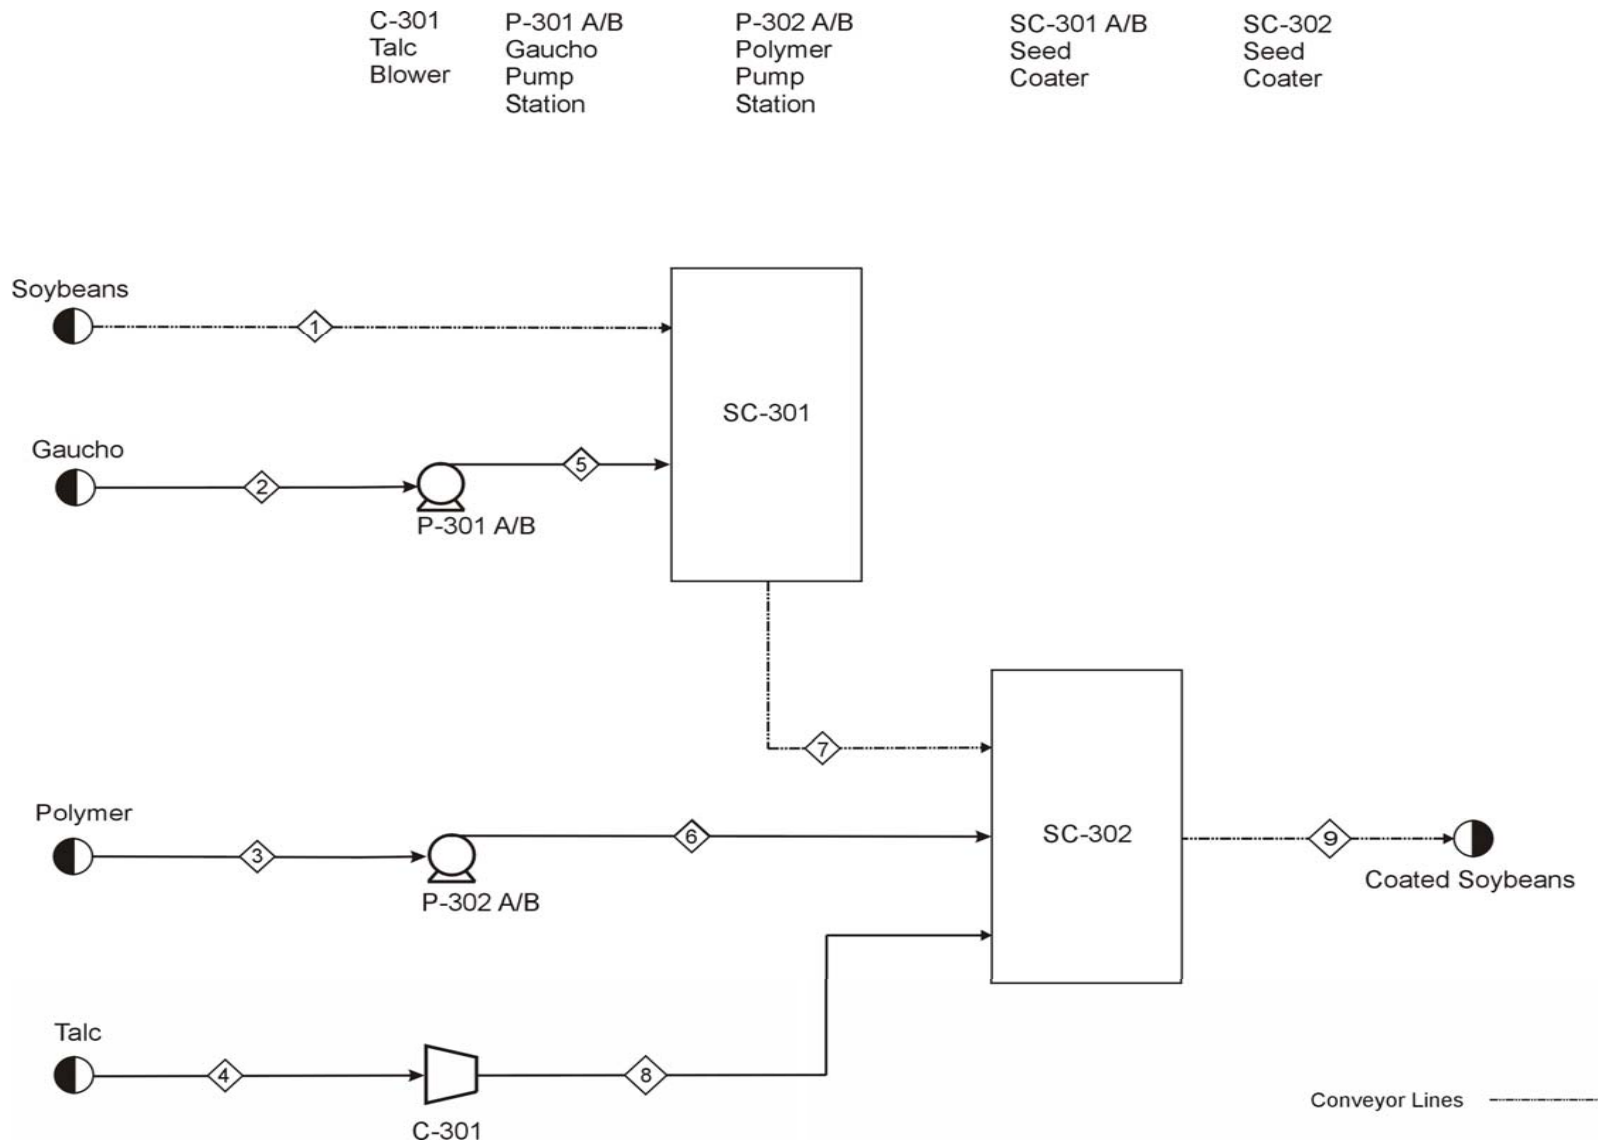 C-301
Talc
Blower
P-301 A/B
Gaucho
Pump
Station
P-302 A/B
Polymer
Pump
Station
SC-301 A/B
Seed
Coater
SC-302
Seed
Coater
Soybeans
1
SC-301
Gaucho
2
5
P-301 A/B
7
Polymer
3
6
P-302 A/B
SC-302
9
Coated Soybeans
Talc
4
8
C-301
Conveyor Lines